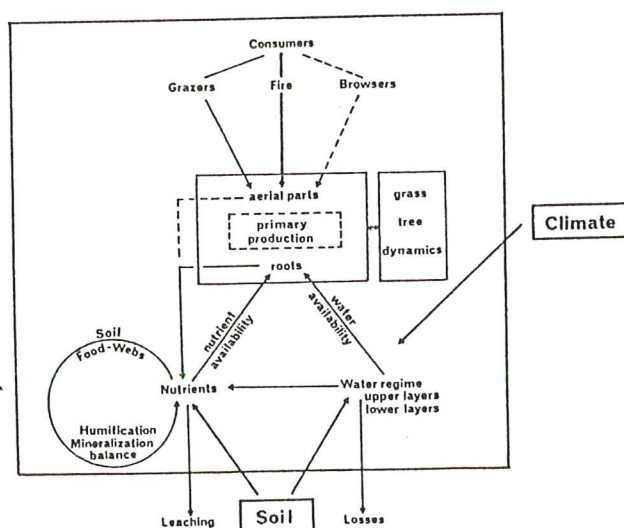 Consumers
Grazers Fire Browsers
aerial parts
primary
production
roots
grass
tree
dynamics
Climate
nutrient
availability
water
availability
Soil
Food-Webs
Nutrients
Water regime
upper layers
lower layers
Humification
Mineralization
balance
Leaching
Soil
Losses